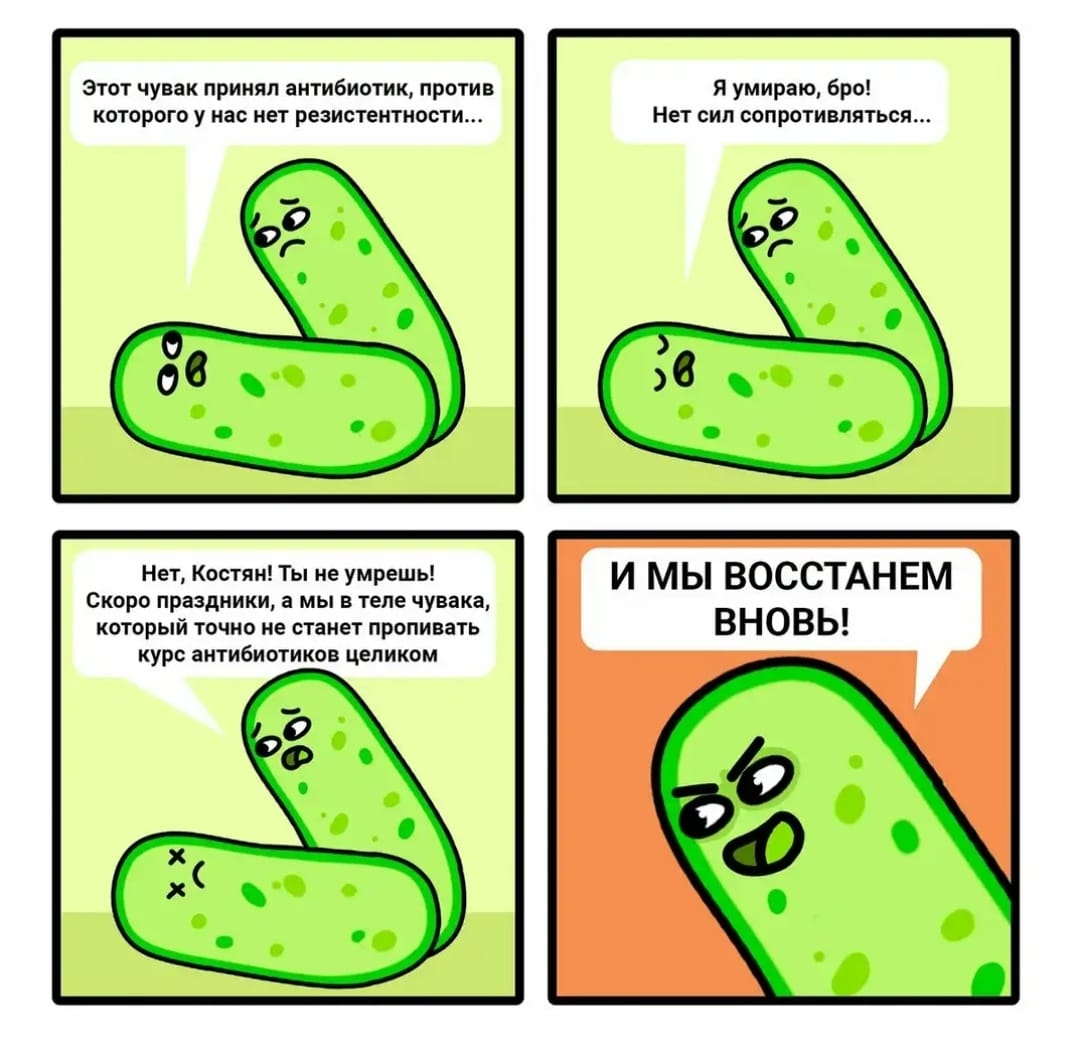 Этот чувак принял антибиотик, против
которого у нас нет резистентности...
Я умираю, бро!
Нет сил сопротивляться...
Нет, Костян! Ты не умрешь!
Скоро праздники, а мы в теле чувака,
который точно не станет пропивать
курс антибиотиков целиком
И МЫ ВОССТАНЕМ
ВНОВЬ!